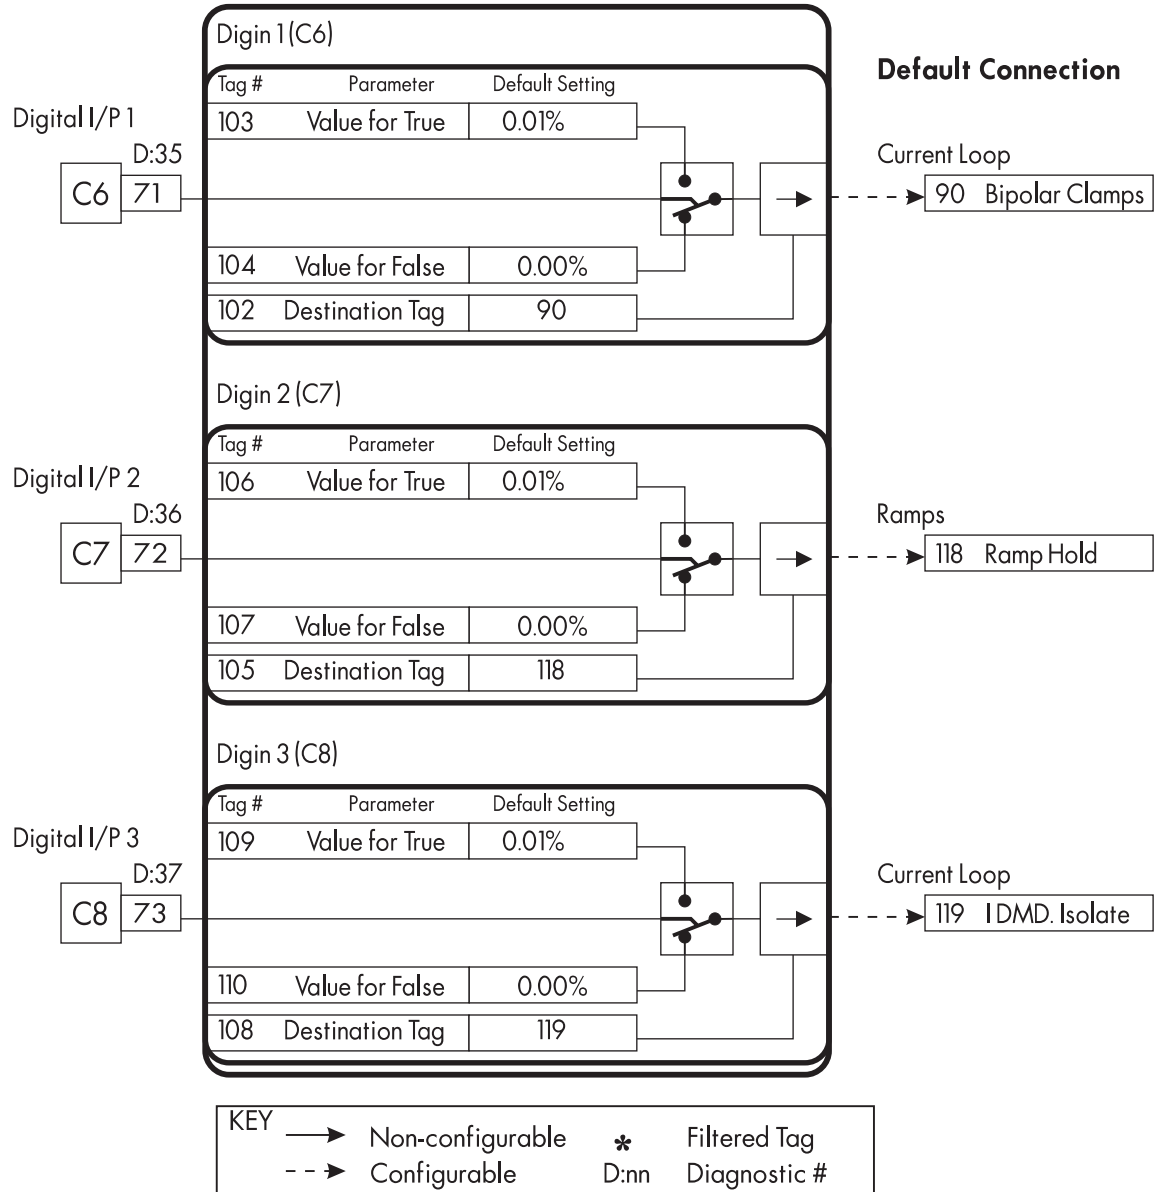 Digin 1 (C6)
Default Connection
Tag # Parameter Default Setting
Digital I/P 1
103 Value for True 0.01%
D:35
Current Loop
C6 71
90 Bipolar Clamps
104 Value for False 0.00%
102 Destination Tag 90
Digin 2 (C7)
Tag # Parameter Default Setting
Digital I/P 2
106 Value for True 0.01%
D:36
Ramps
C7 72
118 Ramp Hold
107 Value for False 0.00%
105 Destination Tag 118
Digin 3 (C8)
Tag # Parameter Default Setting
Digital I/P 3
109 Value for True 0.01%
D:37
Current Loop
C8 73
119 I DMD. Isolate
110 Value for False 0.00%
108 Destination Tag 119
KEY
Non-configurable * Filtered Tag
Configurable D:nn Diagnostic #